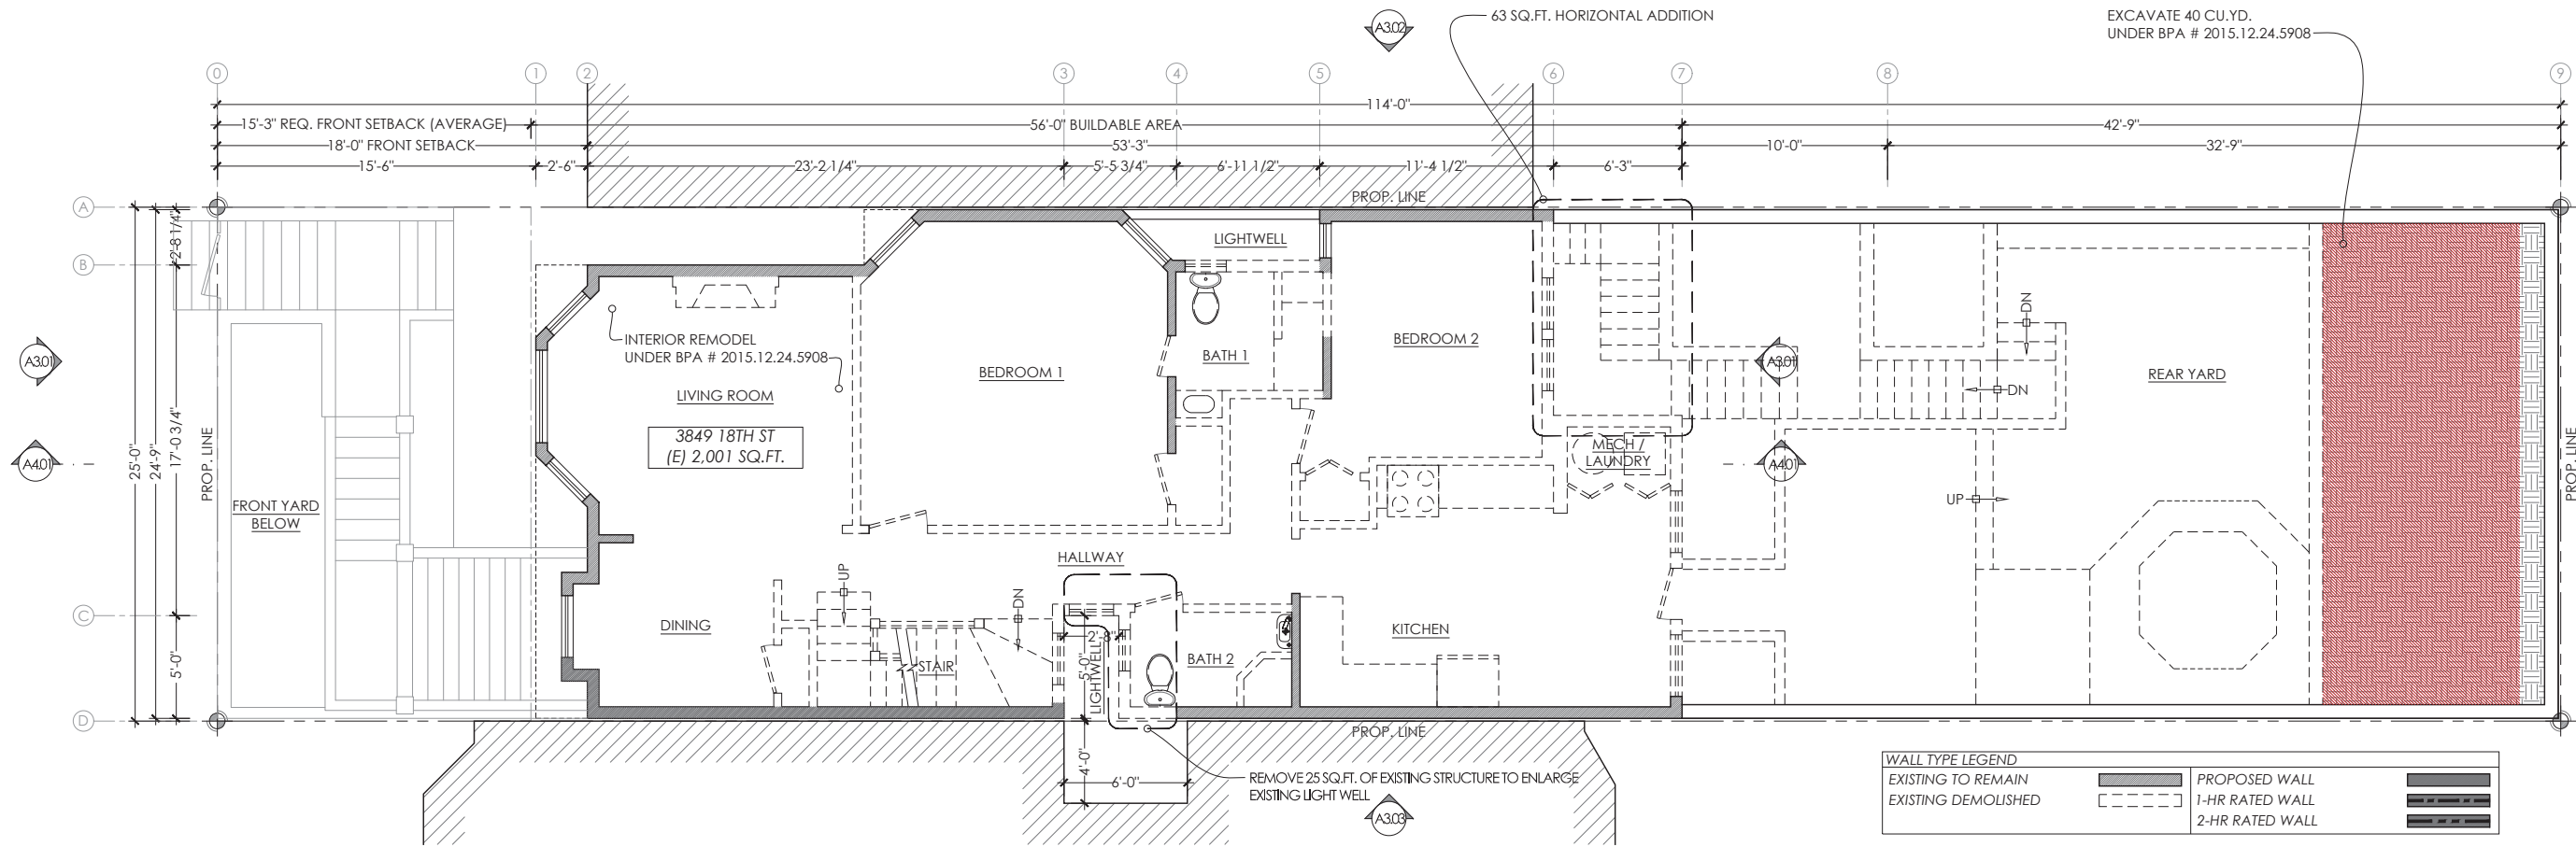 63 SQ.FT. HORIZONTAL ADDITION
EXCAVATE 40 CU.YD.
UNDER BPA # 2015.12.24.5908
A3.02
0 1 2 3 4 5 6 7 8 9
114'-0"
15'-3" REQ. FRONT SETBACK (AVERAGE)
56'-0" BUILDABLE AREA
42'-9"
18'-0" FRONT SETBACK
53'-3"
10'-0"
32'-9"
15'-6"
2'-6"
23'-2 1/4"
5'-5 3/4"
6'-11 1/2"
11'-4 1/2"
6'-3"
PROP. LINE
A
B
C
D
2'-8 1/4"
25'-0"
24'-9"
17'-0 3/4"
5'-0"
PROP. LINE
A3.01
A4.01
LIGHTWELL
INTERIOR REMODEL
UNDER BPA # 2015.12.24.5908
LIVING ROOM
3849 18TH ST
(E) 2,001 SQ.FT.
BEDROOM 1
BATH 1
BEDROOM 2
A3.01
A4.01
DN
DN
REAR YARD
MECH /
LAUNDRY
UP
PROP. LINE
FRONT YARD
BELOW
HALLWAY
UP
DN
DINING
STAIR
2'-8"
5'-0"
LIGHTWELL
BATH 2
KITCHEN
PROP. LINE
4'-0"
6'-0"
REMOVE 25 SQ.FT. OF EXISTING STRUCTURE TO ENLARGE
EXISTING LIGHT WELL
A3.03
WALL TYPE LEGEND
EXISTING TO REMAIN
EXISTING DEMOLISHED
PROPOSED WALL
1-HR RATED WALL
2-HR RATED WALL